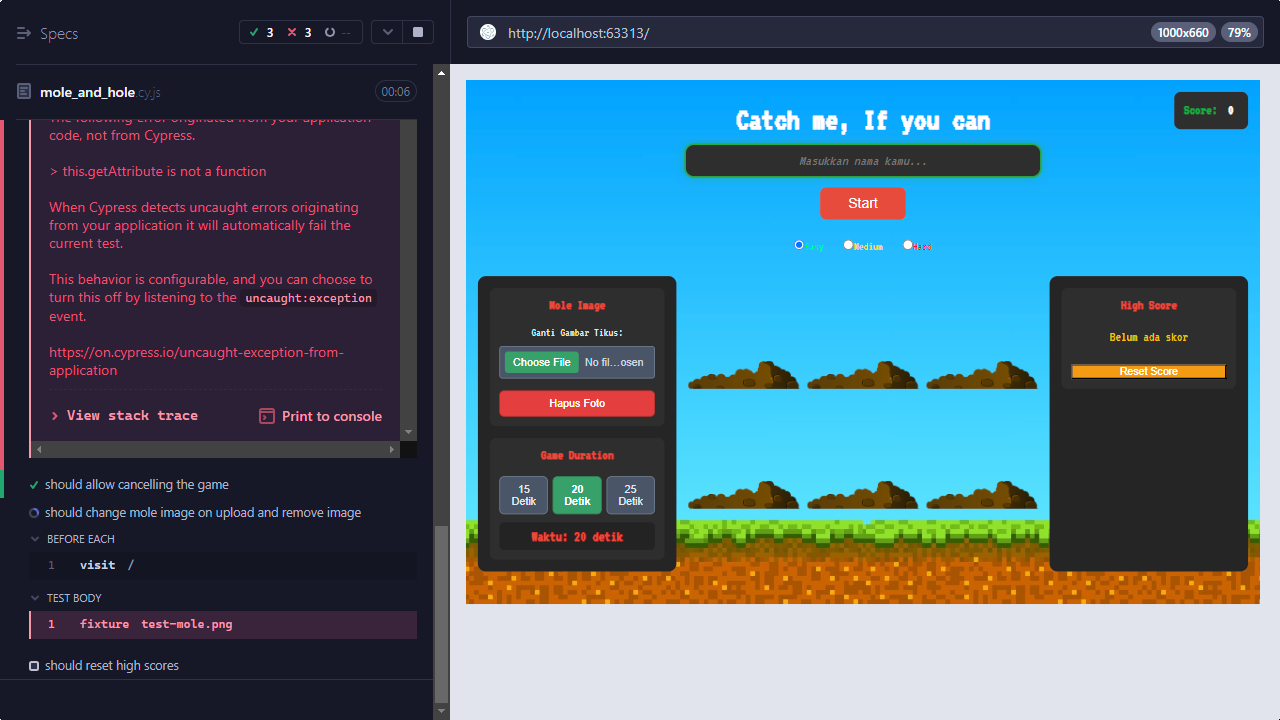 Specs
3
3
--
http://localhost:63313/
1000x660
79%
mole_and_hole.cy.js
00:06
The following error originated from your application
code, not from Cypress.
> this.getAttribute is not a function
When Cypress detects uncaught errors originating
from your application it will automatically fail the
current test.
This behavior is configurable, and you can choose to
turn this off by listening to the uncaught:exception
event.
https://on.cypress.io/uncaught-exception-from-
application
View stack trace
Print to console
should allow cancelling the game
should change mole image on upload and remove image
BEFORE EACH
1 visit /
TEST BODY
1 fixture test-mole.png
should reset high scores
Catch me, If you can
Score: 0
Masukkan nama kamu...
Start
Easy
Medium
Hard
Mole Image
Ganti Gambar Tikus:
Choose File
No fil...osen
Hapus Foto
Game Duration
15
Detik
20
Detik
25
Detik
Waktu: 20 detik
High Score
Belum ada skor
Reset Score